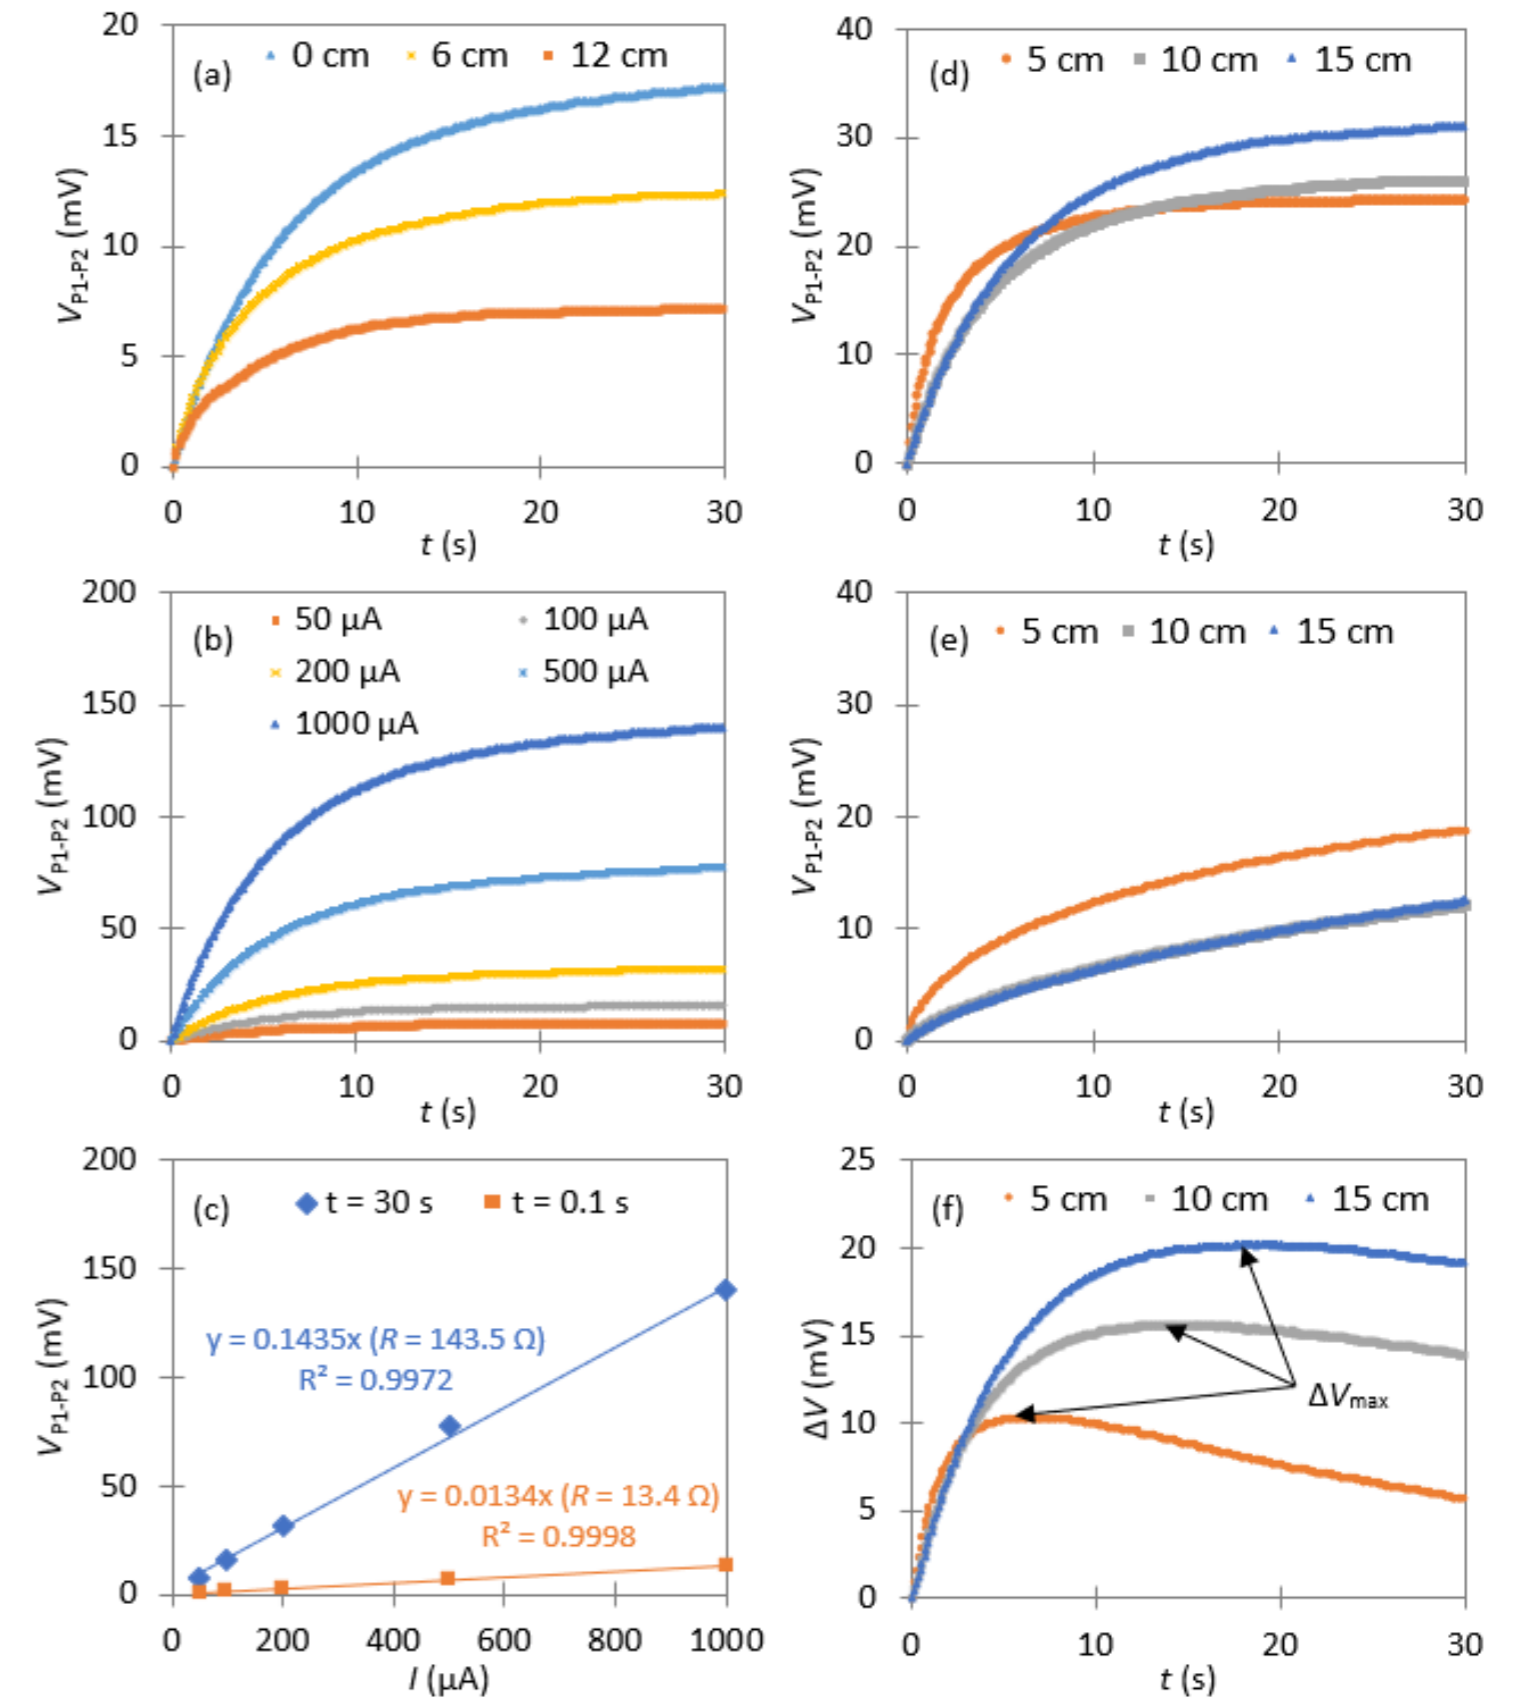 (a) 0 cm 6 cm 12 cm
20
15
10
5
0
0 10 20 30
V_P1-P2 (mV)
t (s)
(d) 5 cm 10 cm 15 cm
40
30
20
10
0
0 10 20 30
V_P1-P2 (mV)
t (s)
(b) 50 µA 100 µA
200 µA 500 µA
1000 µA
200
150
100
50
0
0 10 20 30
V_P1-P2 (mV)
t (s)
(e) 5 cm 10 cm 15 cm
40
30
20
10
0
0 10 20 30
V_P1-P2 (mV)
t (s)
(c) t = 30 s t = 0.1 s
200
150
100
50
0
y = 0.1435x (R = 143.5 Ω)
R² = 0.9972
y = 0.0134x (R = 13.4 Ω)
R² = 0.9998
0 200 400 600 800 1000
V_P1-P2 (mV)
I (µA)
(f) 5 cm 10 cm 15 cm
25
20
15
10
5
0
ΔV_max
0 10 20 30
ΔV (mV)
t (s)